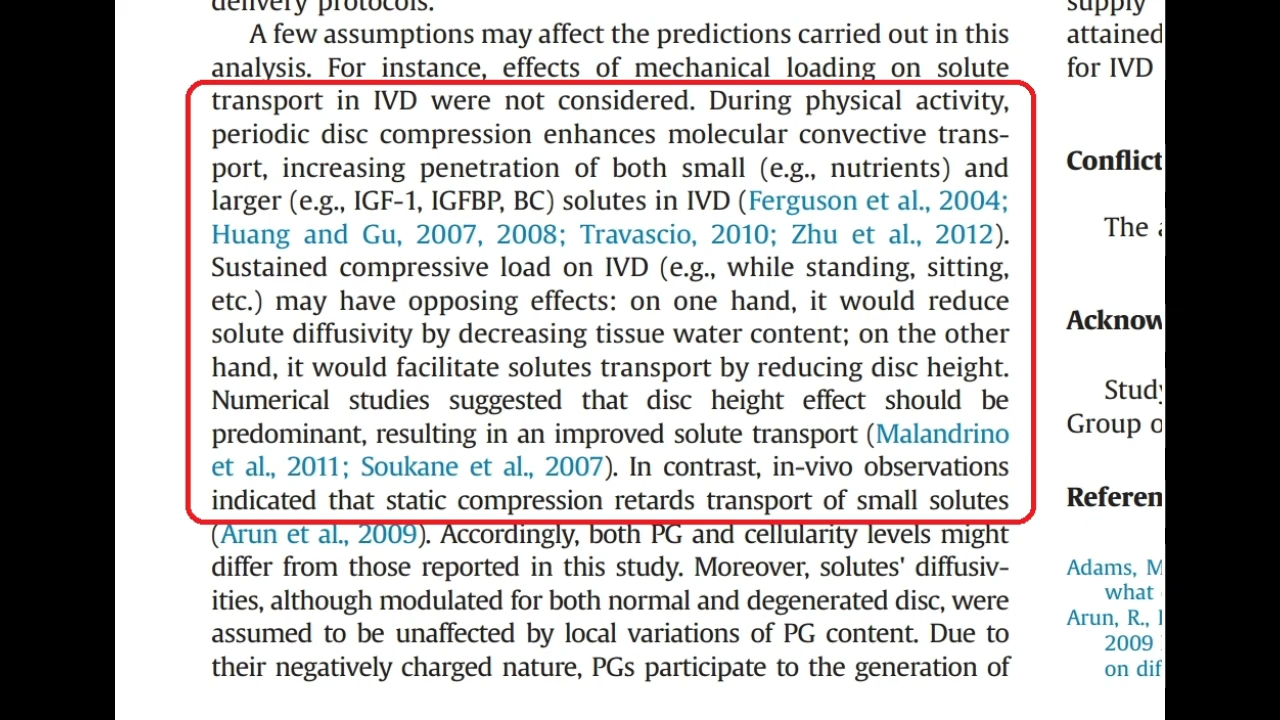 delivery protocols.
A few assumptions may affect the predictions carried out in this
analysis. For instance, effects of mechanical loading on solute
transport in IVD were not considered. During physical activity,
periodic disc compression enhances molecular convective trans-
port, increasing penetration of both small (e.g., nutrients) and
larger (e.g., IGF-1, IGFBP, BC) solutes in IVD (Ferguson et al., 2004;
Huang and Gu, 2007, 2008; Travascio, 2010; Zhu et al., 2012).
Sustained compressive load on IVD (e.g., while standing, sitting,
etc.) may have opposing effects: on one hand, it would reduce
solute diffusivity by decreasing tissue water content; on the other
hand, it would facilitate solutes transport by reducing disc height.
Numerical studies suggested that disc height effect should be
predominant, resulting in an improved solute transport (Malandrino
et al., 2011; Soukane et al., 2007). In contrast, in-vivo observations
indicated that static compression retards transport of small solutes
(Arun et al., 2009). Accordingly, both PG and cellularity levels might
differ from those reported in this study. Moreover, solutes' diffusiv-
ities, although modulated for both normal and degenerated disc, were
assumed to be unaffected by local variations of PG content. Due to
their negatively charged nature, PGs participate to the generation of
supply
attained
for IVD
Conflict
The
Acknow
Study
Group o
Referen
Adams, M
what
Arun, R.,
2009
on dif